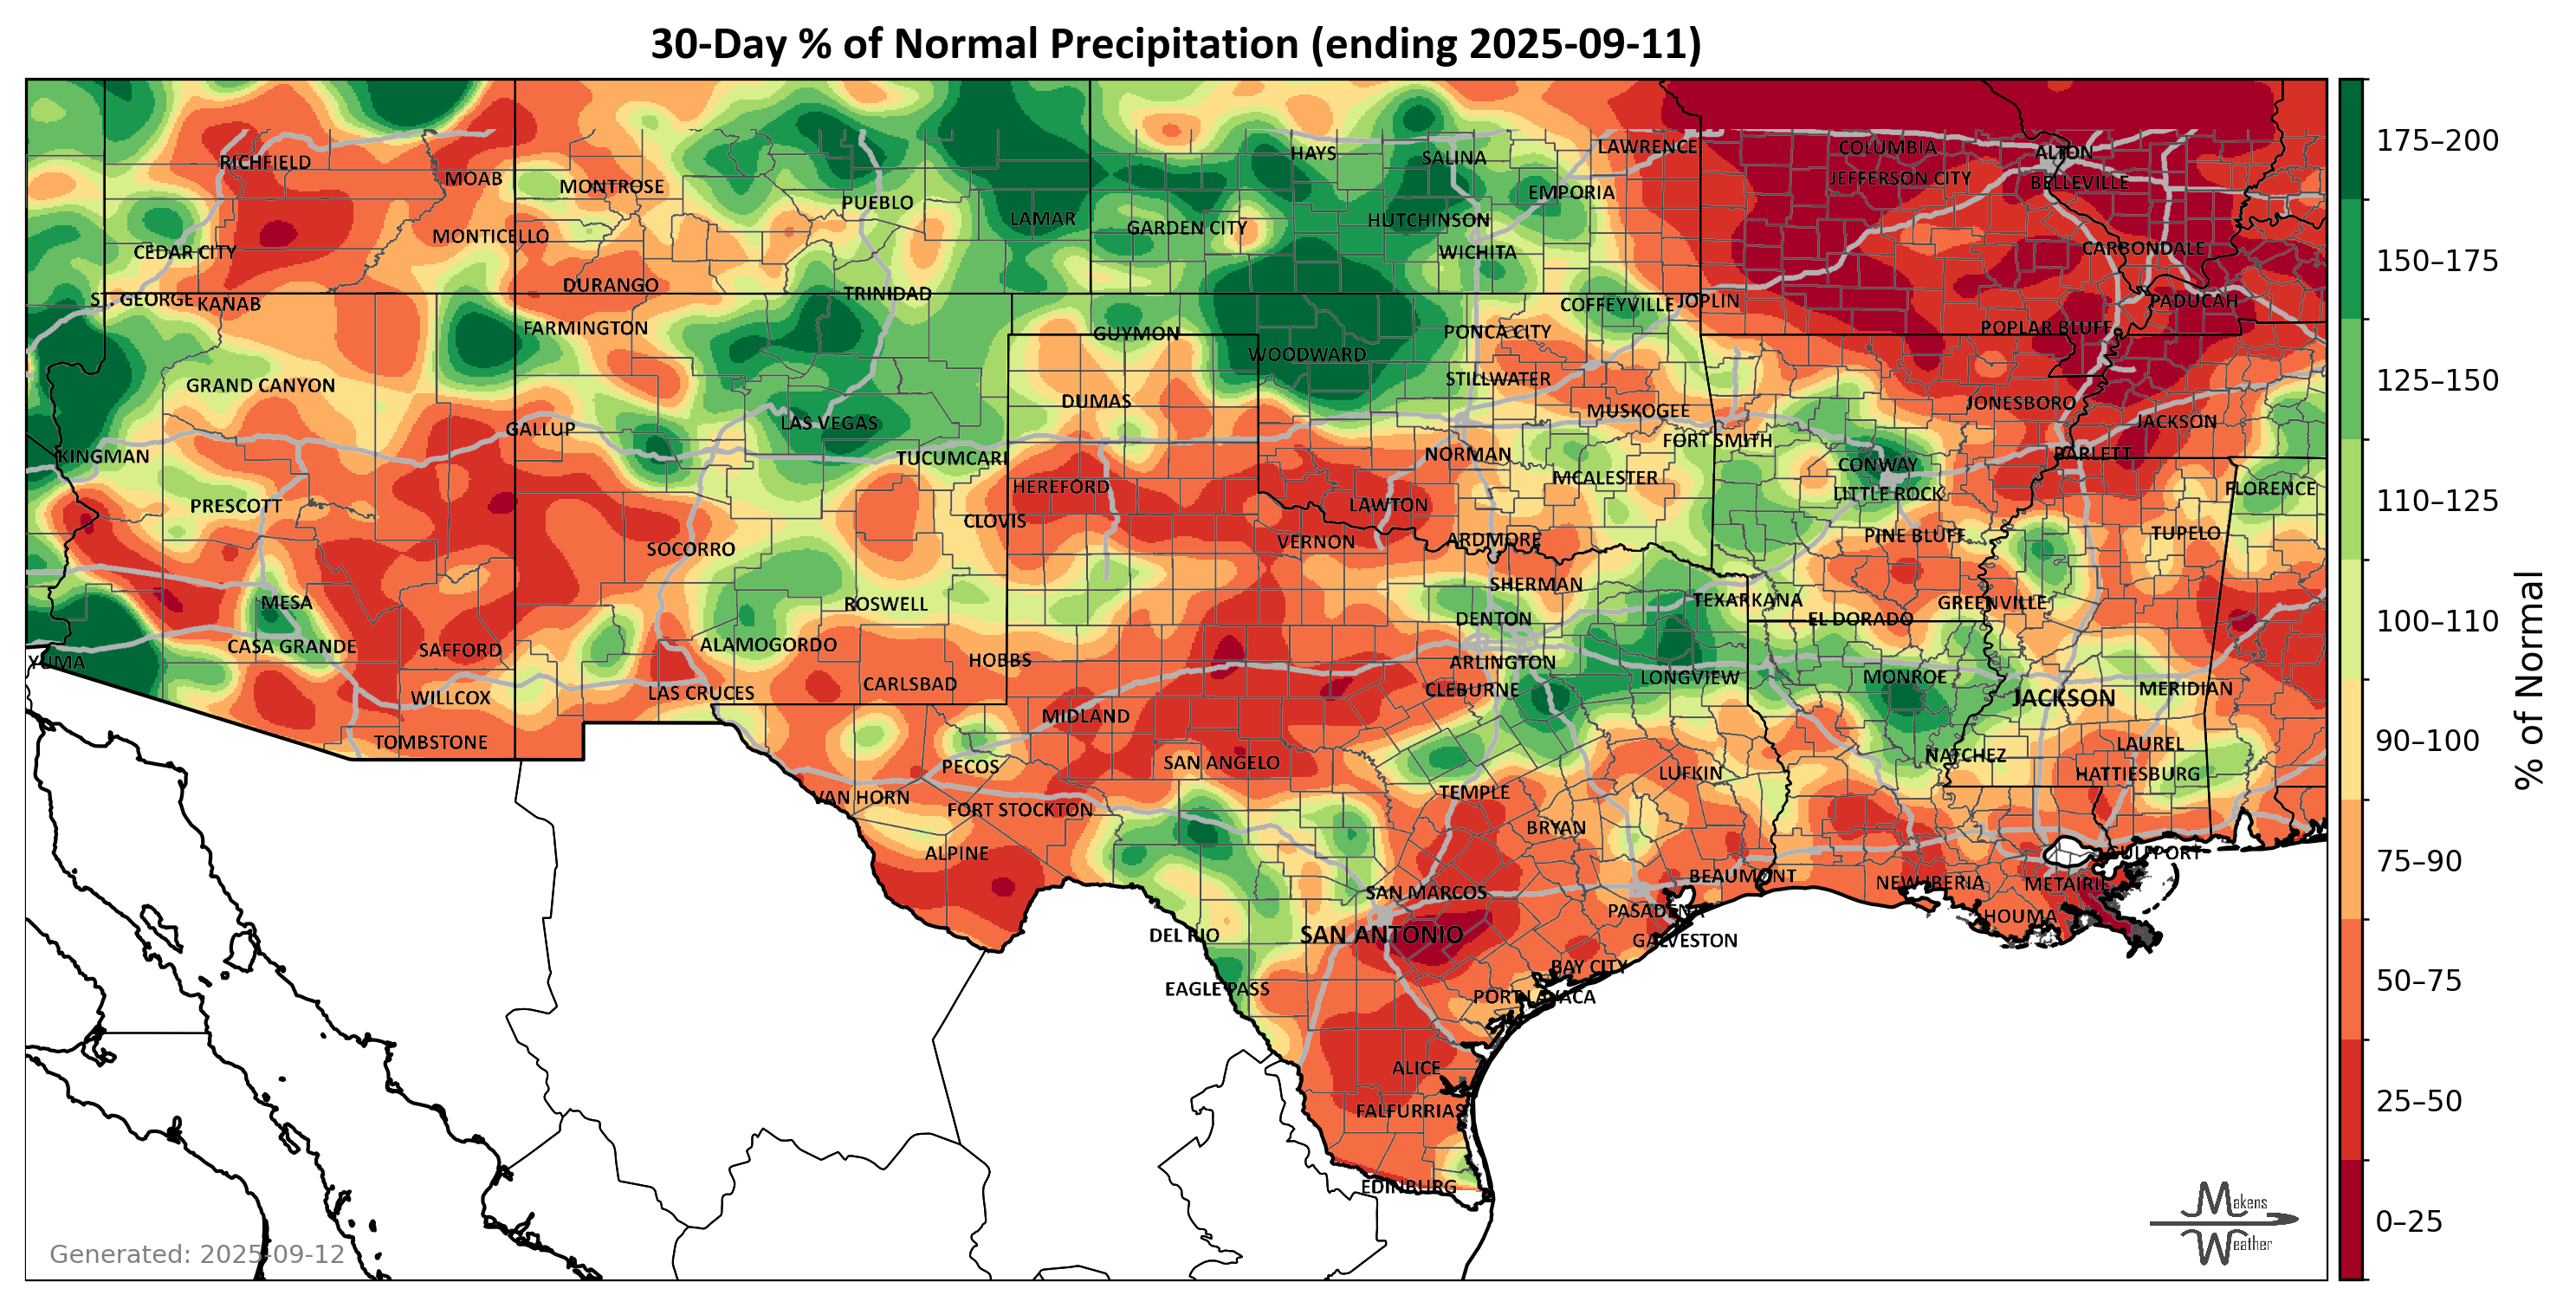 30-Day % of Normal Precipitation (ending 2025-09-11)
HAYS
SALINA
LAWRENCE
COLUMBIA
ALTON
RICHFIELD
MOAB
MONTROSE
PUEBLO
EMPORIA
JEFFERSON CITY
BELLEVILLE
LAMAR
GARDEN CITY
HUTCHINSON
CEDAR CITY
MONTICELLO
WICHITA
CARBONDALE
ST. GEORGE
KANAB
DURANGO
TRINIDAD
COFFEYVILLE
JOPLIN
PADUCAH
FARMINGTON
GUYMON
PONCA CITY
POPLAR BLUFF
WOODWARD
GRAND CANYON
DUMAS
STILLWATER
MUSKOGEE
JONESBORO
JACKSON
GALLUP
LAS VEGAS
FORT SMITH
KINGMAN
TUCUMCARI
NORMAN
CONWAY
BARLETT
HEREFORD
MCALESTER
LITTLE ROCK
FLORENCE
PRESCOTT
CLOVIS
LAWTON
PINE BLUFF
TUPELO
SOCORRO
VERNON
ARDMORE
MESA
ROSWELL
SHERMAN
TEXARKANA
GREENVILLE
CASA GRANDE
SAFFORD
ALAMOGORDO
DENTON
EL DORADO
YUMA
HOBBS
ARLINGTON
WILLCOX
LAS CRUCES
CARLSBAD
CLEBURNE
LONGVIEW
MONROE
JACKSON
MERIDIAN
TOMBSTONE
MIDLAND
PECOS
SAN ANGELO
NATCHEZ
LAUREL
VAN HORN
FORT STOCKTON
TEMPLE
LUFKIN
HATTIESBURG
ALPINE
BRYAN
GULFPORT
SAN MARCOS
BEAUMONT
NEW IBERIA
METAIRIE
DEL RIO
SAN ANTONIO
PASADENA
HOUMA
GALVESTON
EAGLE PASS
BAY CITY
PORT LAVACA
ALICE
FALFURRIAS
EDINBURG
Generated: 2025-09-12
Makens
Weather
175–200
150–175
125–150
110–125
100–110
90–100
75–90
50–75
25–50
0–25
% of Normal